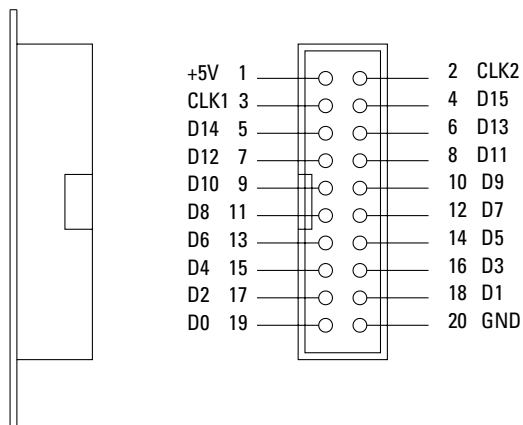 +5V 1 2 CLK2
CLK1 3 4 D15
D14 5 6 D13
D12 7 8 D11
D10 9 10 D9
D8 11 12 D7
D6 13 14 D5
D4 15 16 D3
D2 17 18 D1
D0 19 20 GND